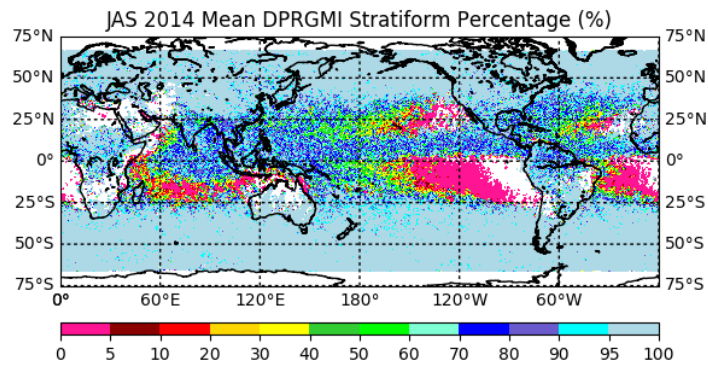 JAS 2014 Mean DPRGMI Stratiform Percentage (%)
75°N 75°N
50°N 50°N
25°N 25°N
0° 0°
25°S 25°S
50°S 50°S
75°S 75°S
0° 60°E 120°E 180° 120°W 60°W
0 5 10 20 30 40 50 60 70 80 90 95 100